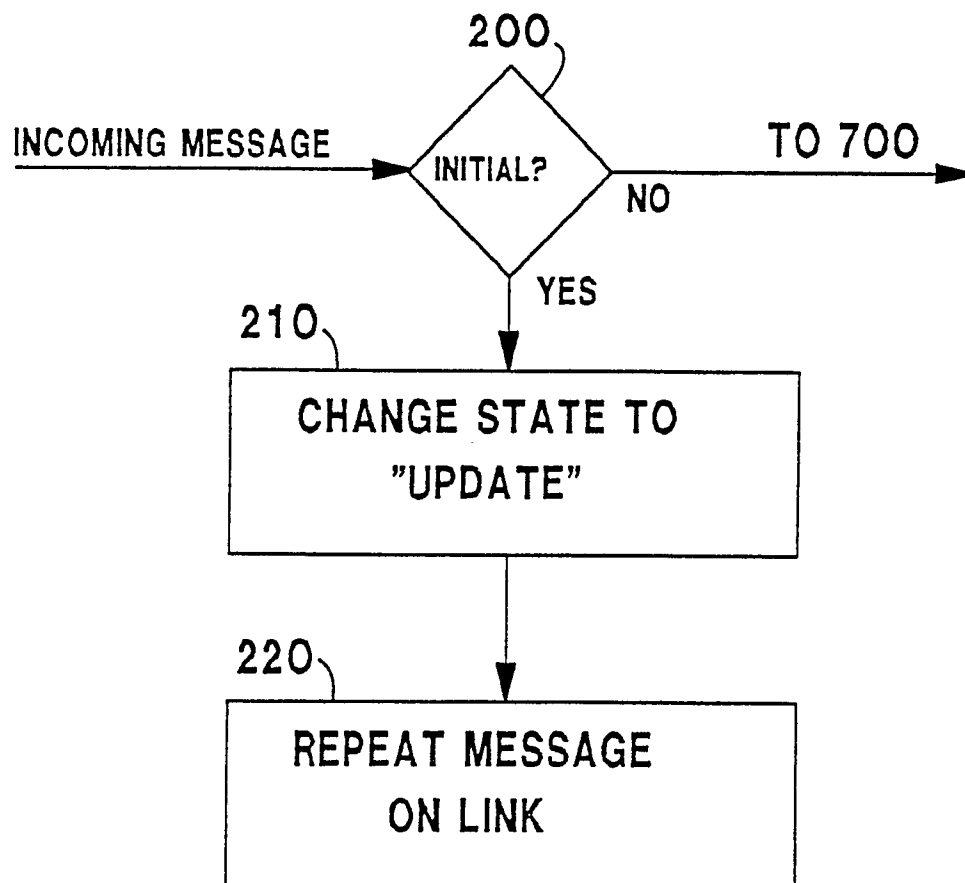 200
INCOMING MESSAGE
INITIAL?
TO 700
NO
YES
210
CHANGE STATE TO
"UPDATE"
220
REPEAT MESSAGE
ON LINK